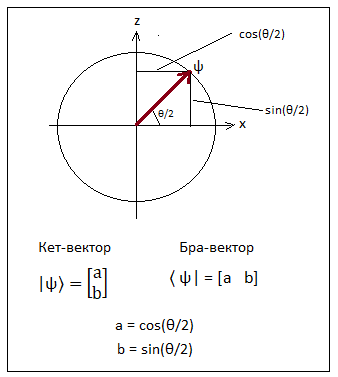 z
cos(θ/2)
ψ
sin(θ/2)
θ/2
x
Кет-вектор Бра-вектор
|ψ⟩ = [a b] ⟨ψ| = [a b]
a = cos(θ/2)
b = sin(θ/2)